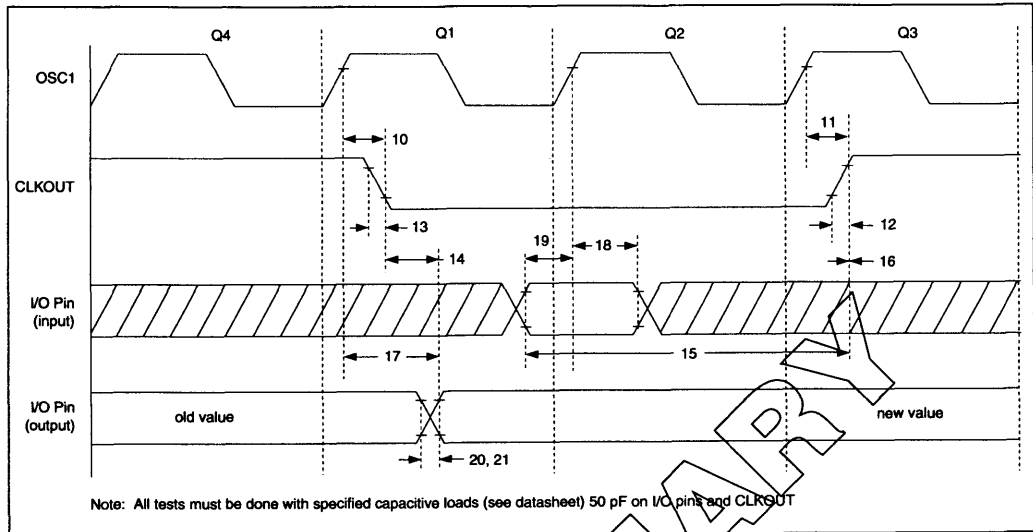 Q4 Q1 Q2 Q3
OSC1
10
11
CLKOUT
13
12
14
19
18
16
I/O Pin
(input)
17
15
I/O Pin
(output)
old value
new value
20, 21
Note: All tests must be done with specified capacitive loads (see datasheet) 50 pF on I/O pins and CLKOUT
ARY